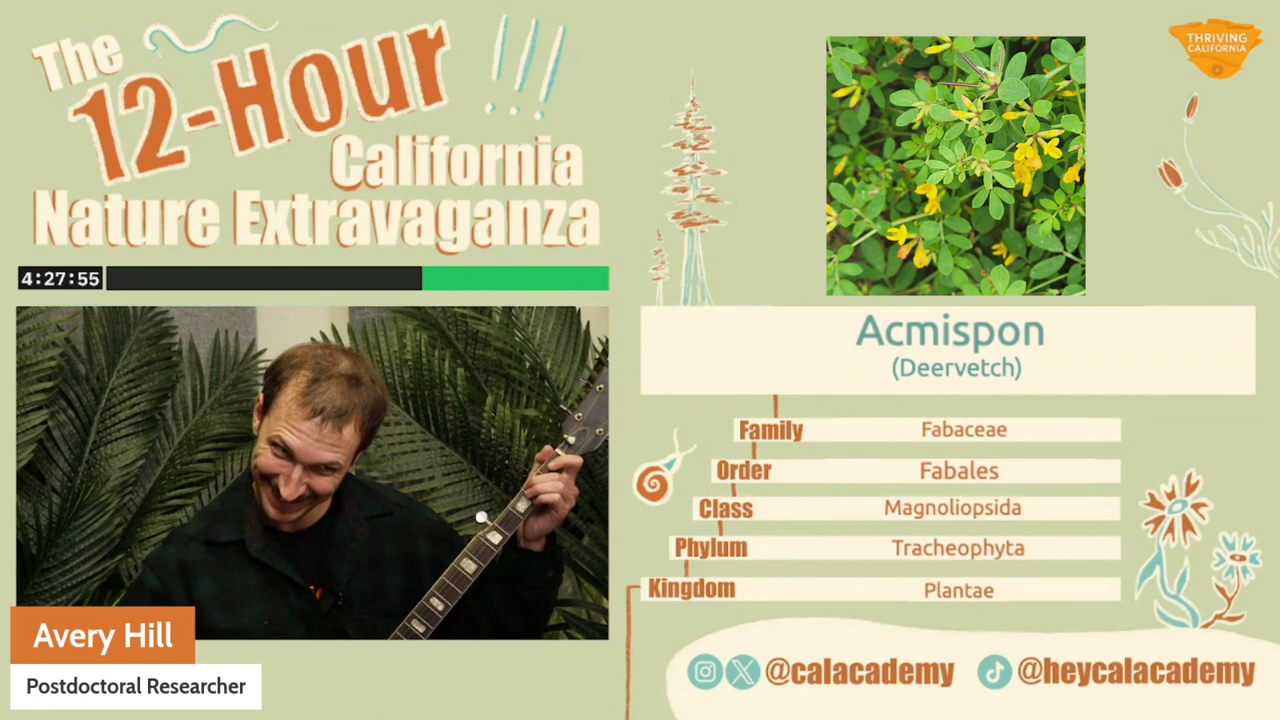 The
12-Hour
!!!
California
Nature Extravaganza
THRIVING
CALIFORNIA
4:27:55
Acmispon
(Deervetch)
Family Fabaceae
Order Fabales
Class Magnoliopsida
Phylum Tracheophyta
Kingdom Plantae
Avery Hill
Postdoctoral Researcher
@calacademy @heycalacademy